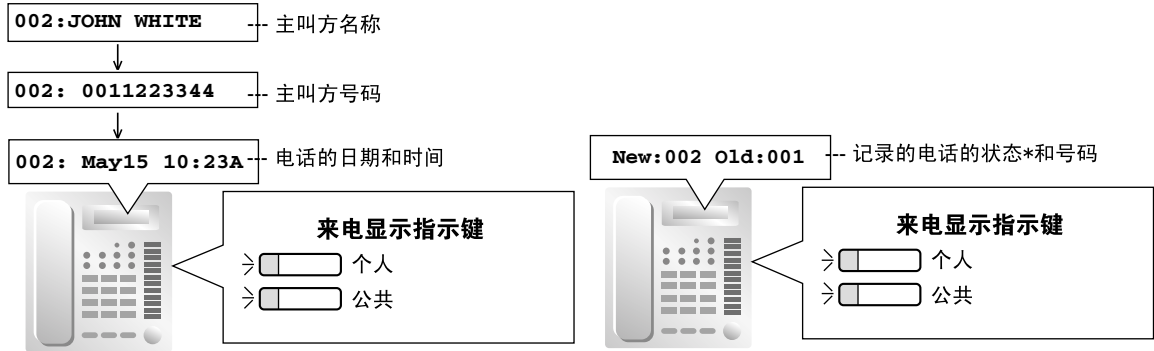 002:JOHN WHITE --- 主叫方名称
002: 0011223344 --- 主叫方号码
002: May15 10:23A --- 电话的日期和时间
来电显示指示键
个人
公共
New:002 Old:001 --- 记录的电话的状态*和号码
来电显示指示键
个人
公共